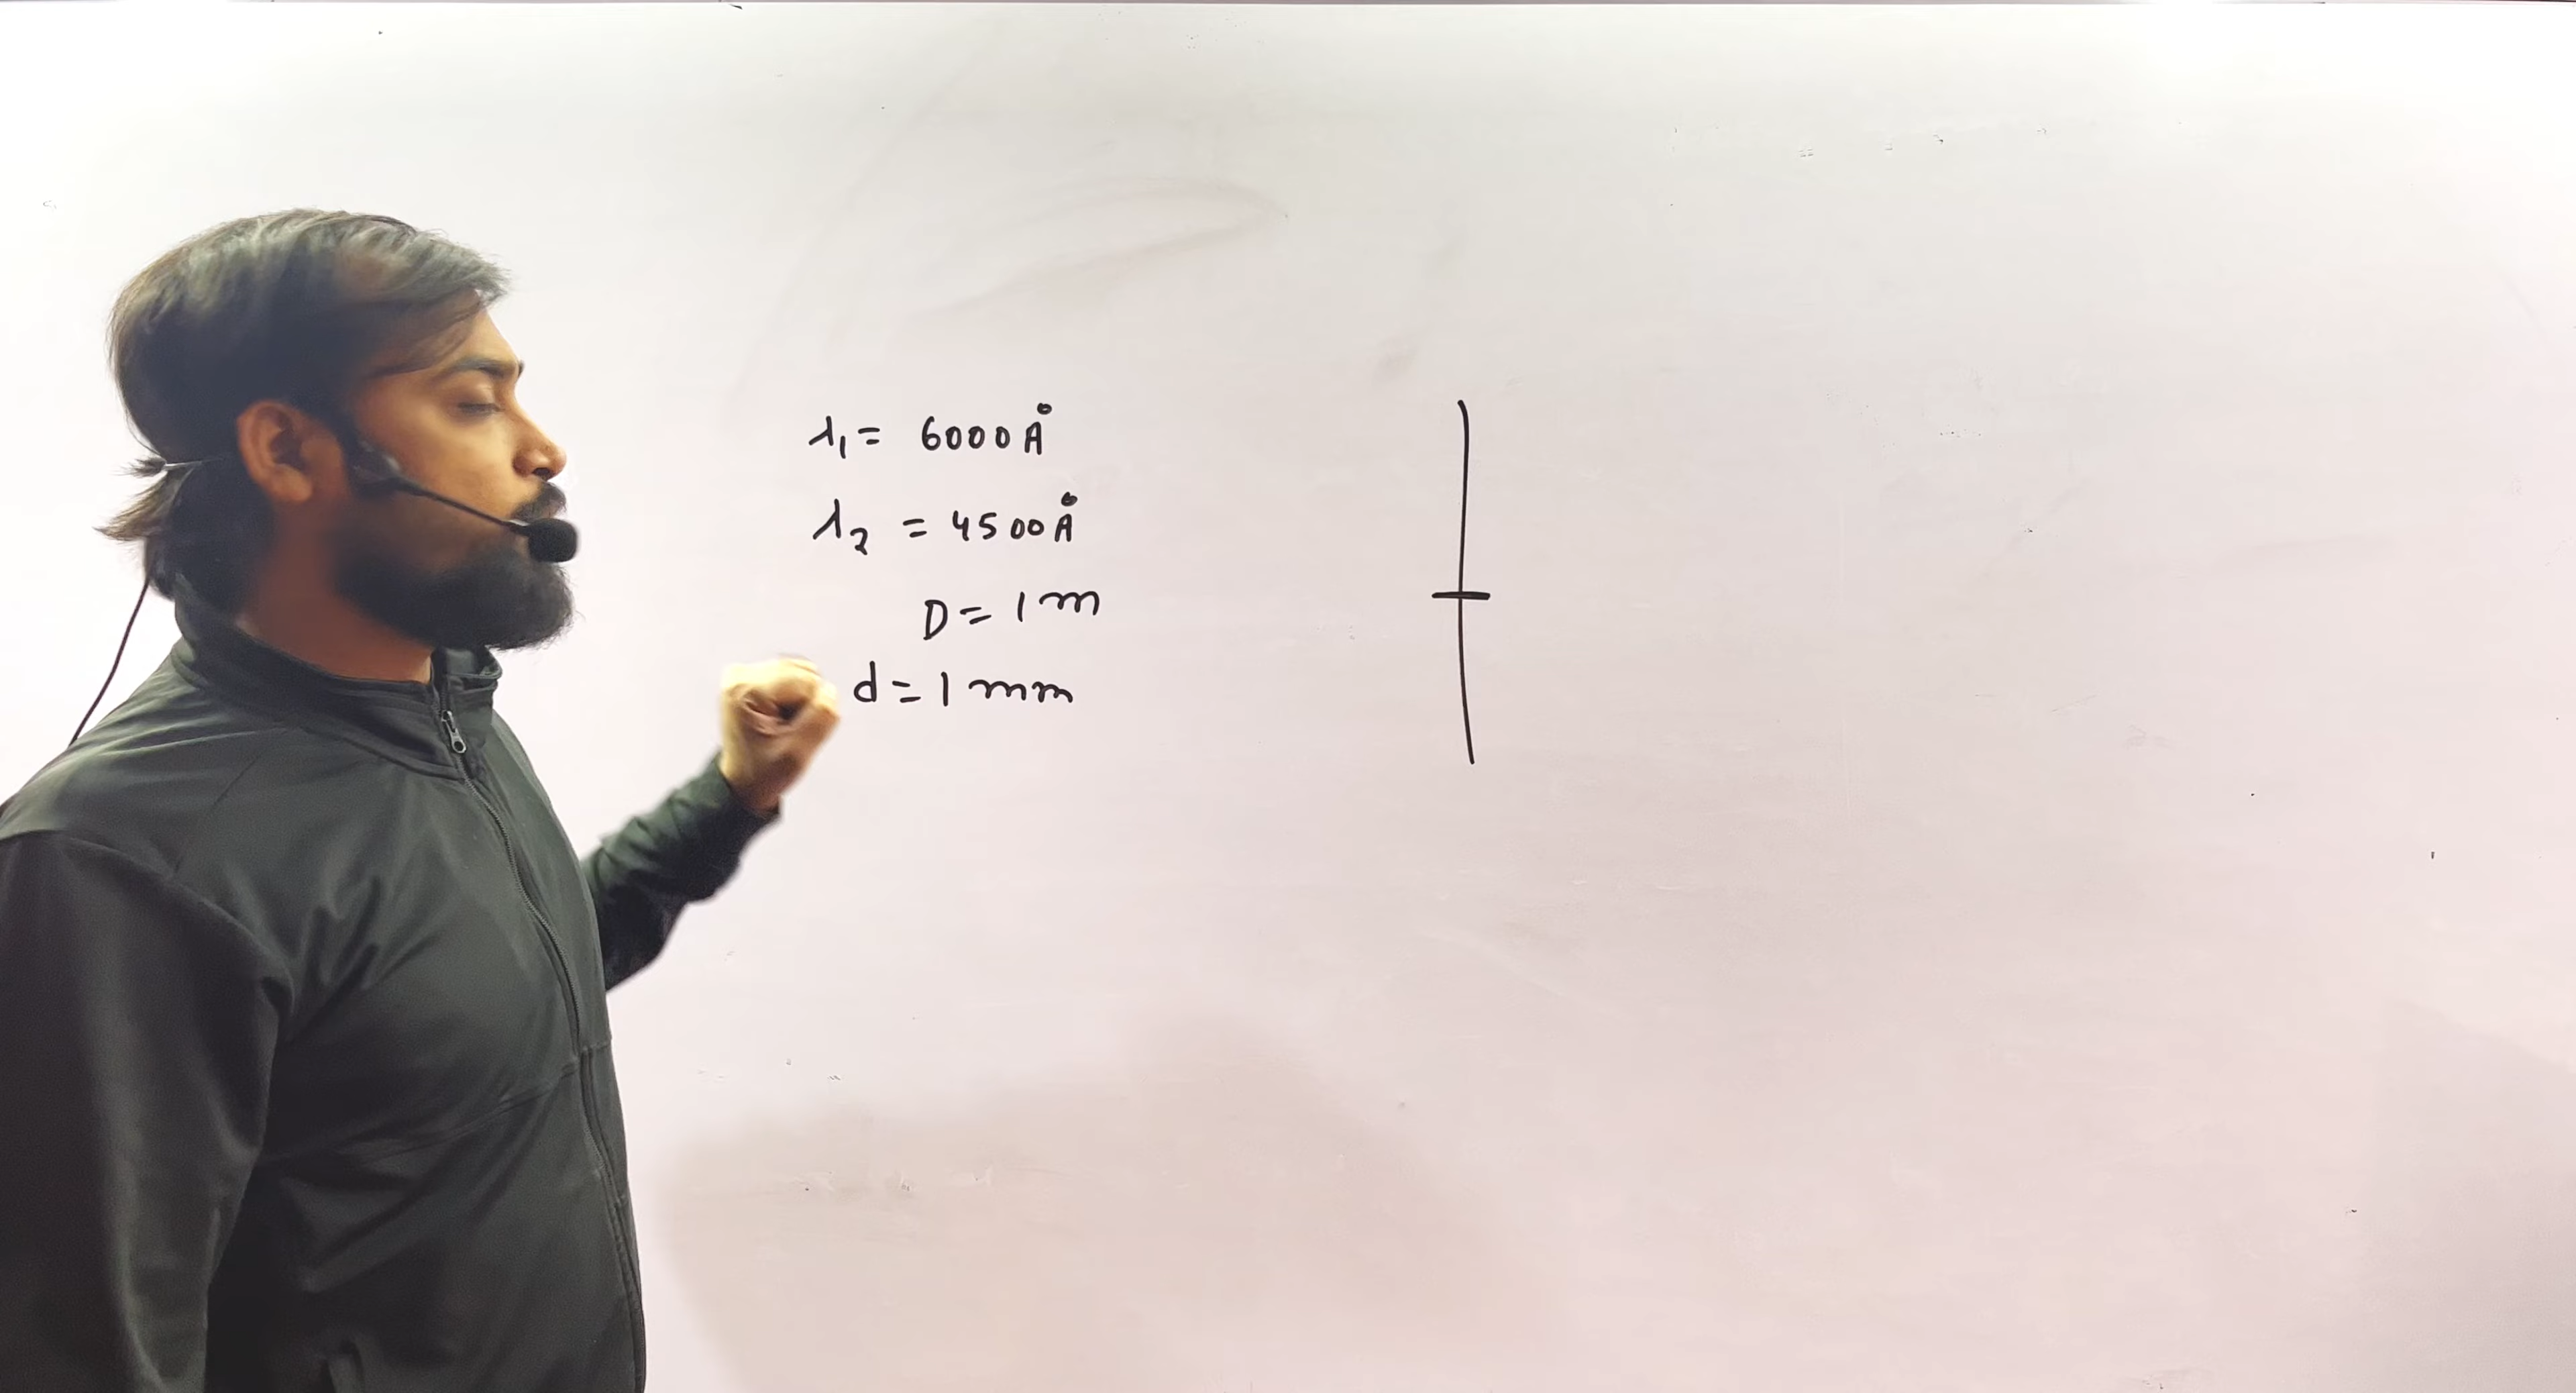 λ₁ = 6000 Å
λ₂ = 4500 Å
D = 1 m
d = 1 mm